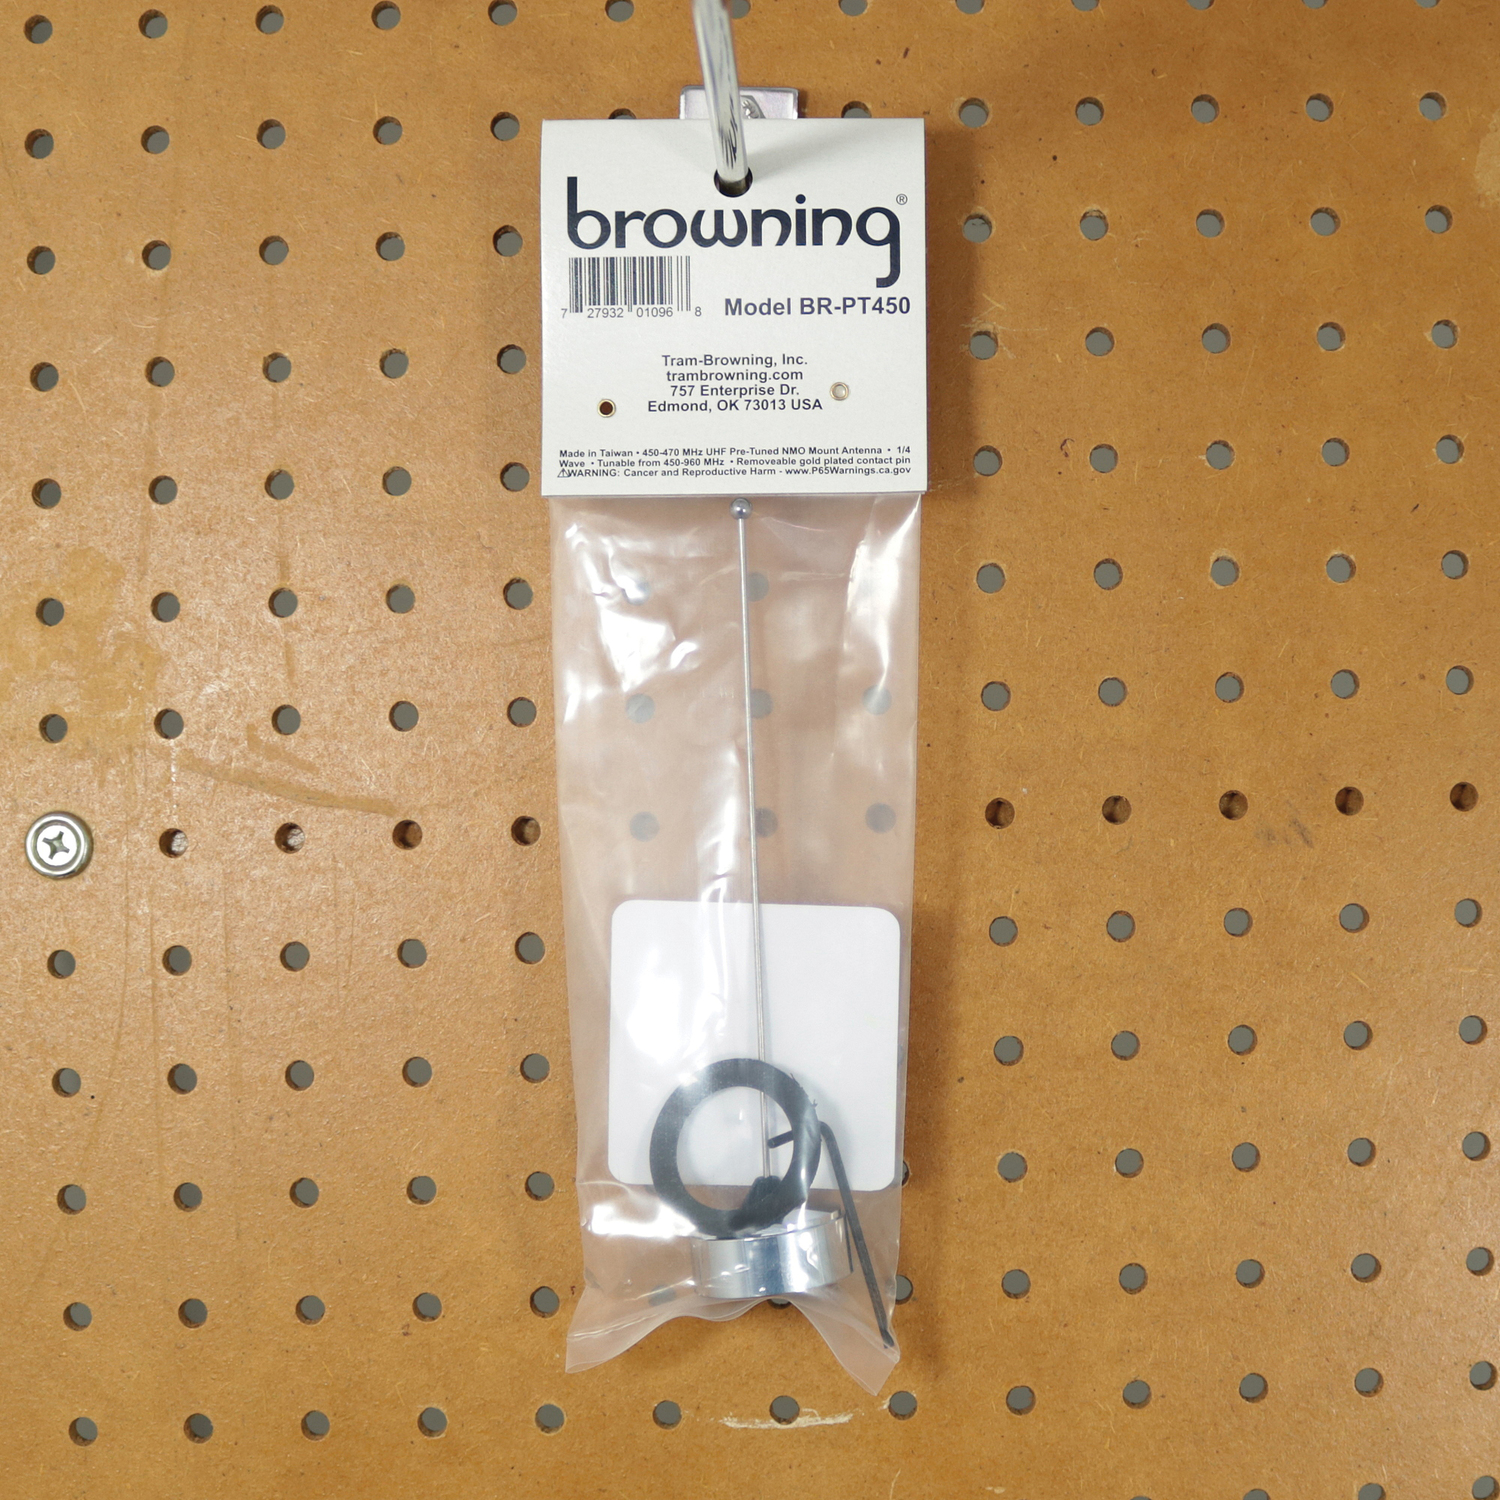 browning®
7 27932 01096 8
Model BR-PT450
Tram-Browning, Inc.
trambrowning.com
757 Enterprise Dr.
Edmond, OK 73013 USA
Made in Taiwan • 450-470 MHz UHF Pre-Tuned NMO Mount Antenna • 1/4
Wave • Tunable from 450-960 MHz • Removeable gold plated contact pin
⚠WARNING: Cancer and Reproductive Harm - www.P65Warnings.ca.gov